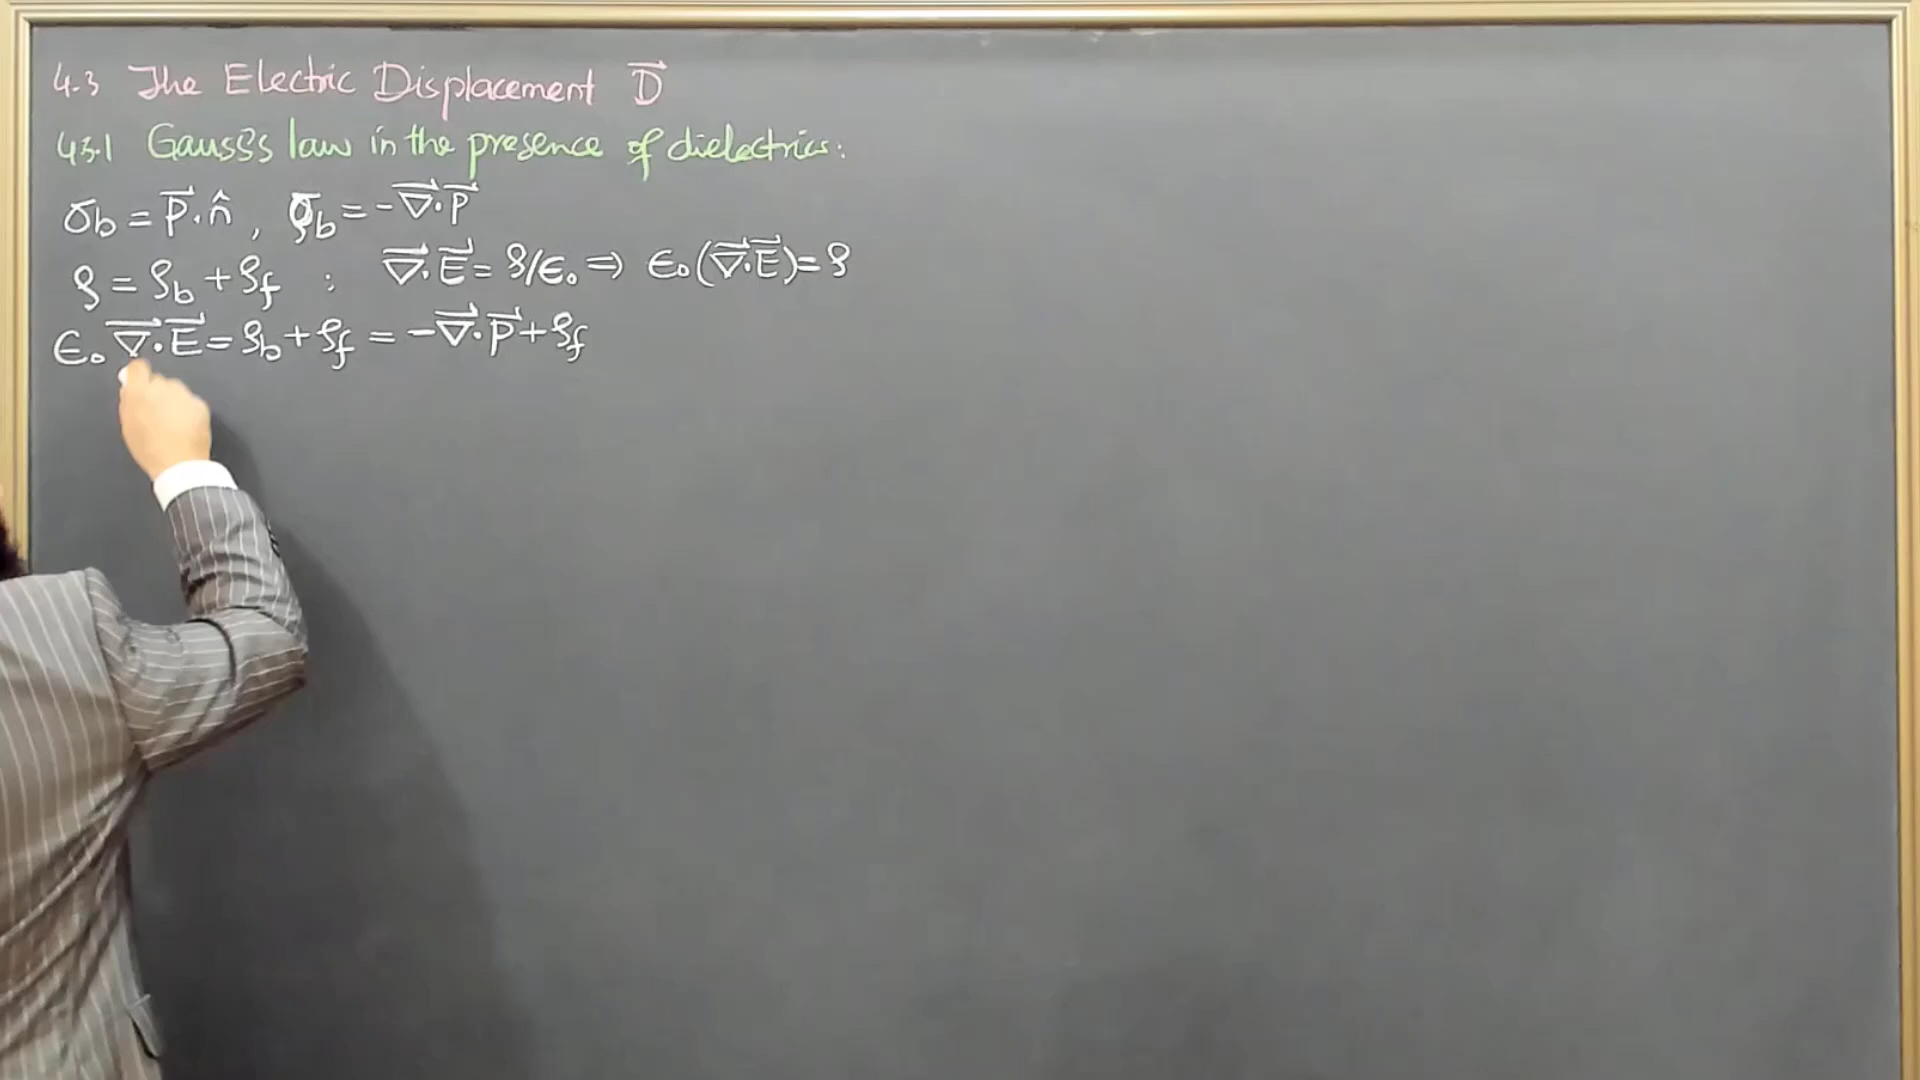 4.3 The Electric Displacement D⃗
4.3.1 Gauss's law in the presence of dielectrics:
σb = P⃗·n̂ , ρb = -∇⃗·P⃗
ρ = ρb + ρf : ∇⃗·E⃗ = ρ/ϵ₀ ⇒ ϵ₀(∇⃗·E⃗) = ρ
ϵ₀ ∇⃗·E⃗ = ρb + ρf = -∇⃗·P⃗ + ρf